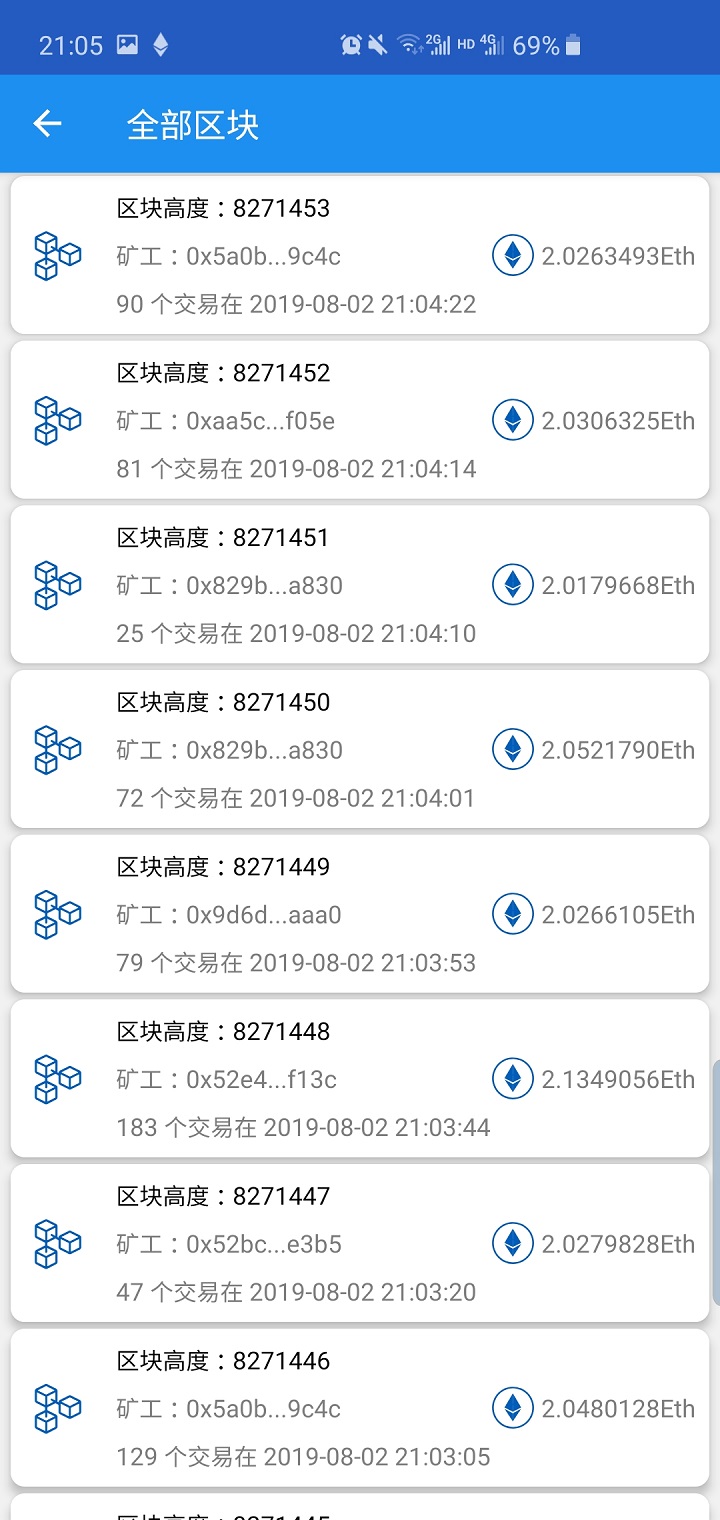 21:05 2G HD 4G 69%
全部区块
区块高度：8271453
矿工：0x5a0b...9c4c 2.0263493Eth
90 个交易在 2019-08-02 21:04:22
区块高度：8271452
矿工：0xaa5c...f05e 2.0306325Eth
81 个交易在 2019-08-02 21:04:14
区块高度：8271451
矿工：0x829b...a830 2.0179668Eth
25 个交易在 2019-08-02 21:04:10
区块高度：8271450
矿工：0x829b...a830 2.0521790Eth
72 个交易在 2019-08-02 21:04:01
区块高度：8271449
矿工：0x9d6d...aaa0 2.0266105Eth
79 个交易在 2019-08-02 21:03:53
区块高度：8271448
矿工：0x52e4...f13c 2.1349056Eth
183 个交易在 2019-08-02 21:03:44
区块高度：8271447
矿工：0x52bc...e3b5 2.0279828Eth
47 个交易在 2019-08-02 21:03:20
区块高度：8271446
矿工：0x5a0b...9c4c 2.0480128Eth
129 个交易在 2019-08-02 21:03:05